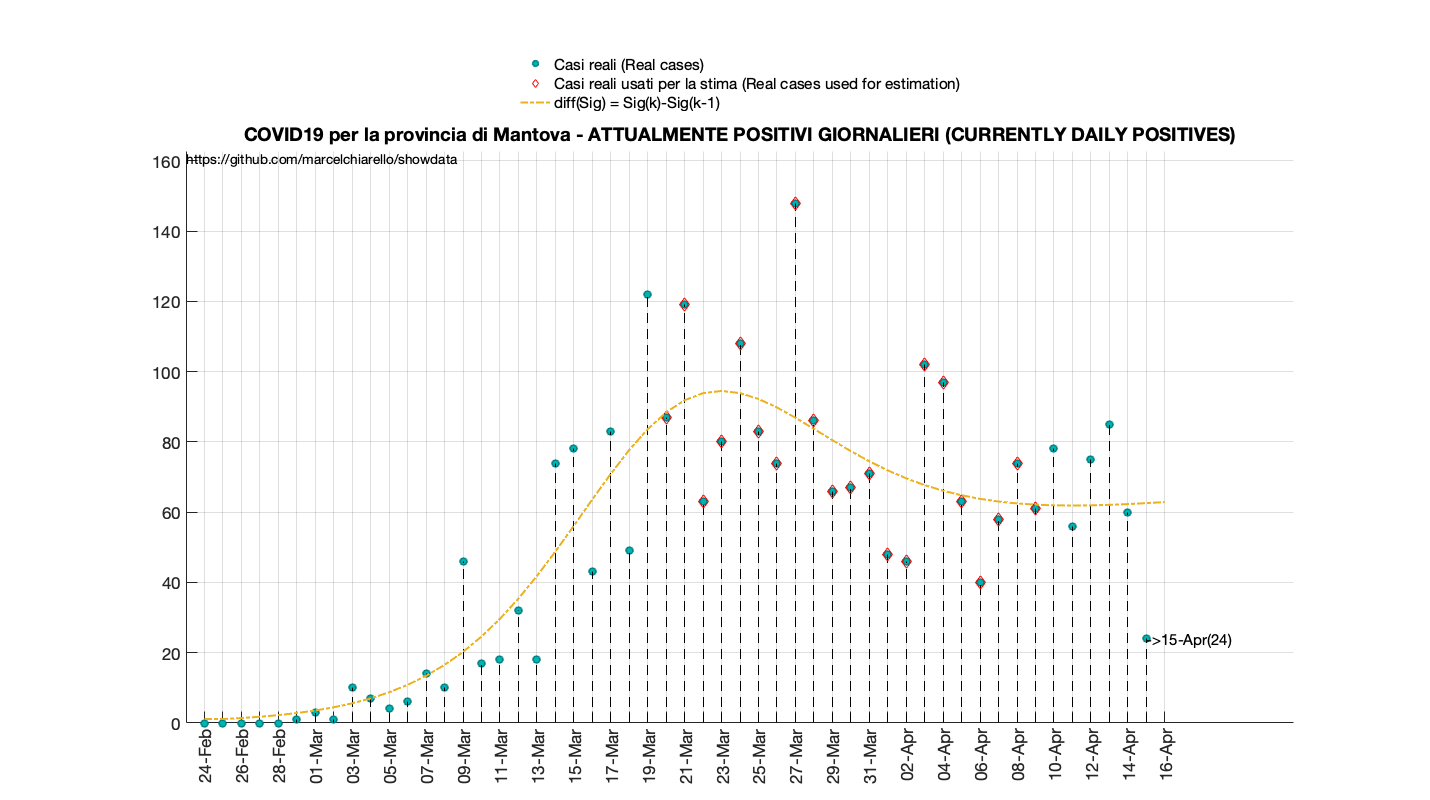 Casi reali (Real cases)
Casi reali usati per la stima (Real cases used for estimation)
diff(Sig) = Sig(k)-Sig(k-1)
COVID19 per la provincia di Mantova - ATTUALMENTE POSITIVI GIORNALIERI (CURRENTLY DAILY POSITIVES)
https://github.com/marcelchiarello/showdata
160
140
120
100
80
60
40
20
0
->15-Apr(24)
24-Feb
26-Feb
28-Feb
01-Mar
03-Mar
05-Mar
07-Mar
09-Mar
11-Mar
13-Mar
15-Mar
17-Mar
19-Mar
21-Mar
23-Mar
25-Mar
27-Mar
29-Mar
31-Mar
02-Apr
04-Apr
06-Apr
08-Apr
10-Apr
12-Apr
14-Apr
16-Apr